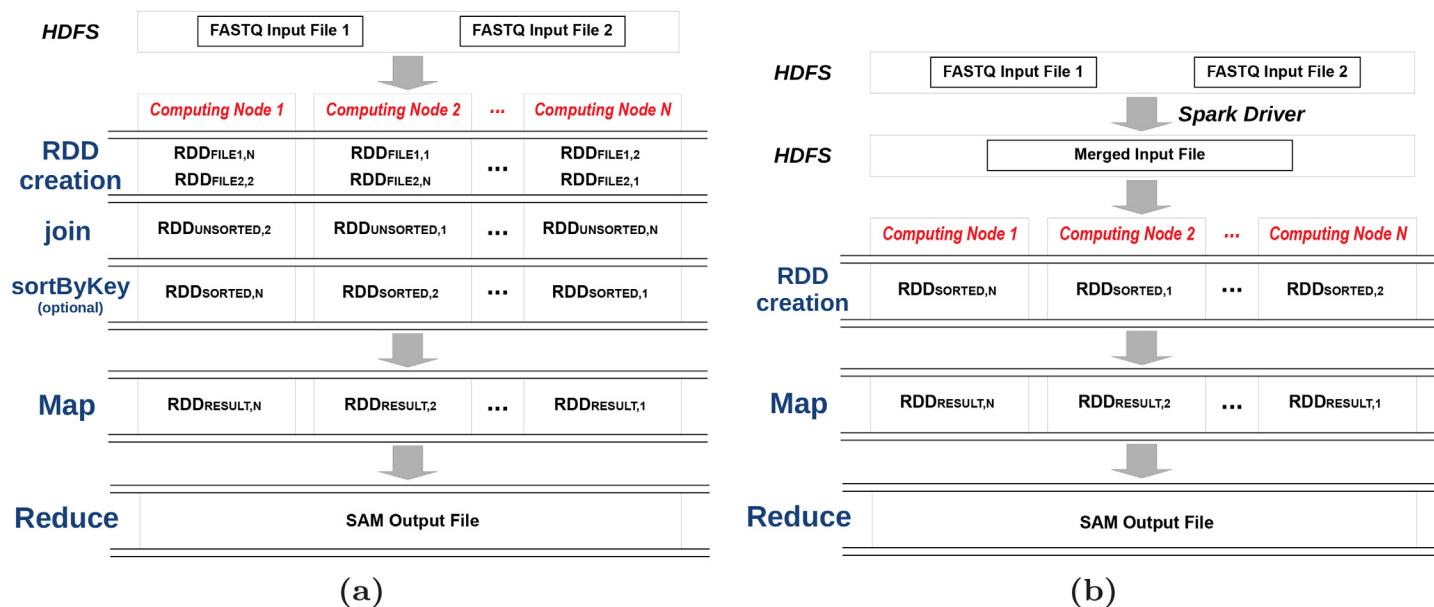 HDFS FASTQ Input File 1 FASTQ Input File 2
Computing Node 1 Computing Node 2 ... Computing Node N
RDD creation
RDDFILE1,N RDDFILE1,1 ... RDDFILE1,2
RDDFILE2,2 RDDFILE2,N RDDFILE2,1
join RDDUNSORTED,2 RDDUNSORTED,1 ... RDDUNSORTED,N
sortByKey RDDSORTED,N RDDSORTED,2 ... RDDSORTED,1
(optional)
Map RDDRESULT,N RDDRESULT,2 ... RDDRESULT,1
Reduce SAM Output File
(a)
HDFS FASTQ Input File 1 FASTQ Input File 2
Spark Driver
HDFS Merged Input File
Computing Node 1 Computing Node 2 ... Computing Node N
RDD creation
RDDSORTED,N RDDSORTED,1 ... RDDSORTED,2
Map RDDRESULT,N RDDRESULT,2 ... RDDRESULT,1
Reduce SAM Output File
(b)